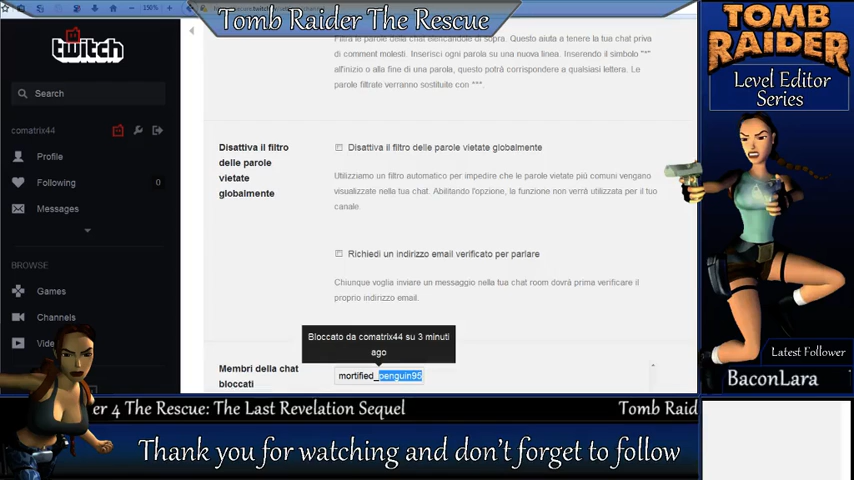 150%
Tomb Raider The Rescue
twitch
Search
comatrix44
Profile
Following
0
Messages
BROWSE
Games
Channels
Filtra le parole della chat elencandole di sopra. Questo aiuta a tenere la tua chat priva
di comment molesti. Inserisci ogni parola su una nuova linea. Inserendo il simbolo "*"
all'inizio o alla fine di una parola, questo potrà corrispondere a qualsiasi lettera. Le
parole filtrate verranno sostituite con ***.
Disattiva il filtro
delle parole
vietate
globalmente
Disattiva il filtro delle parole vietate globalmente
Utilizziamo un filtro automatico per impedire che le parole vietate più comuni vengano
visualizzate nella tua chat. Abilitando l'opzione, la funzione non verrà utilizzata per il tuo
canale.
Richiedi un indirizzo email verificato per parlare
Chiunque voglia inviare un messaggio nella tua chat room dovrà prima verificare il
proprio indirizzo email.
Bloccato da comatrix44 su 3 minuti
ago
Membri della chat
bloccati
mortified_penguin95
TOMB
RAIDER
Level Editor
Series
Latest Follower
BaconLara
er 4 The Rescue: The Last Revelation Sequel
Tomb Raid
Thank you for watching and don't forget to follow